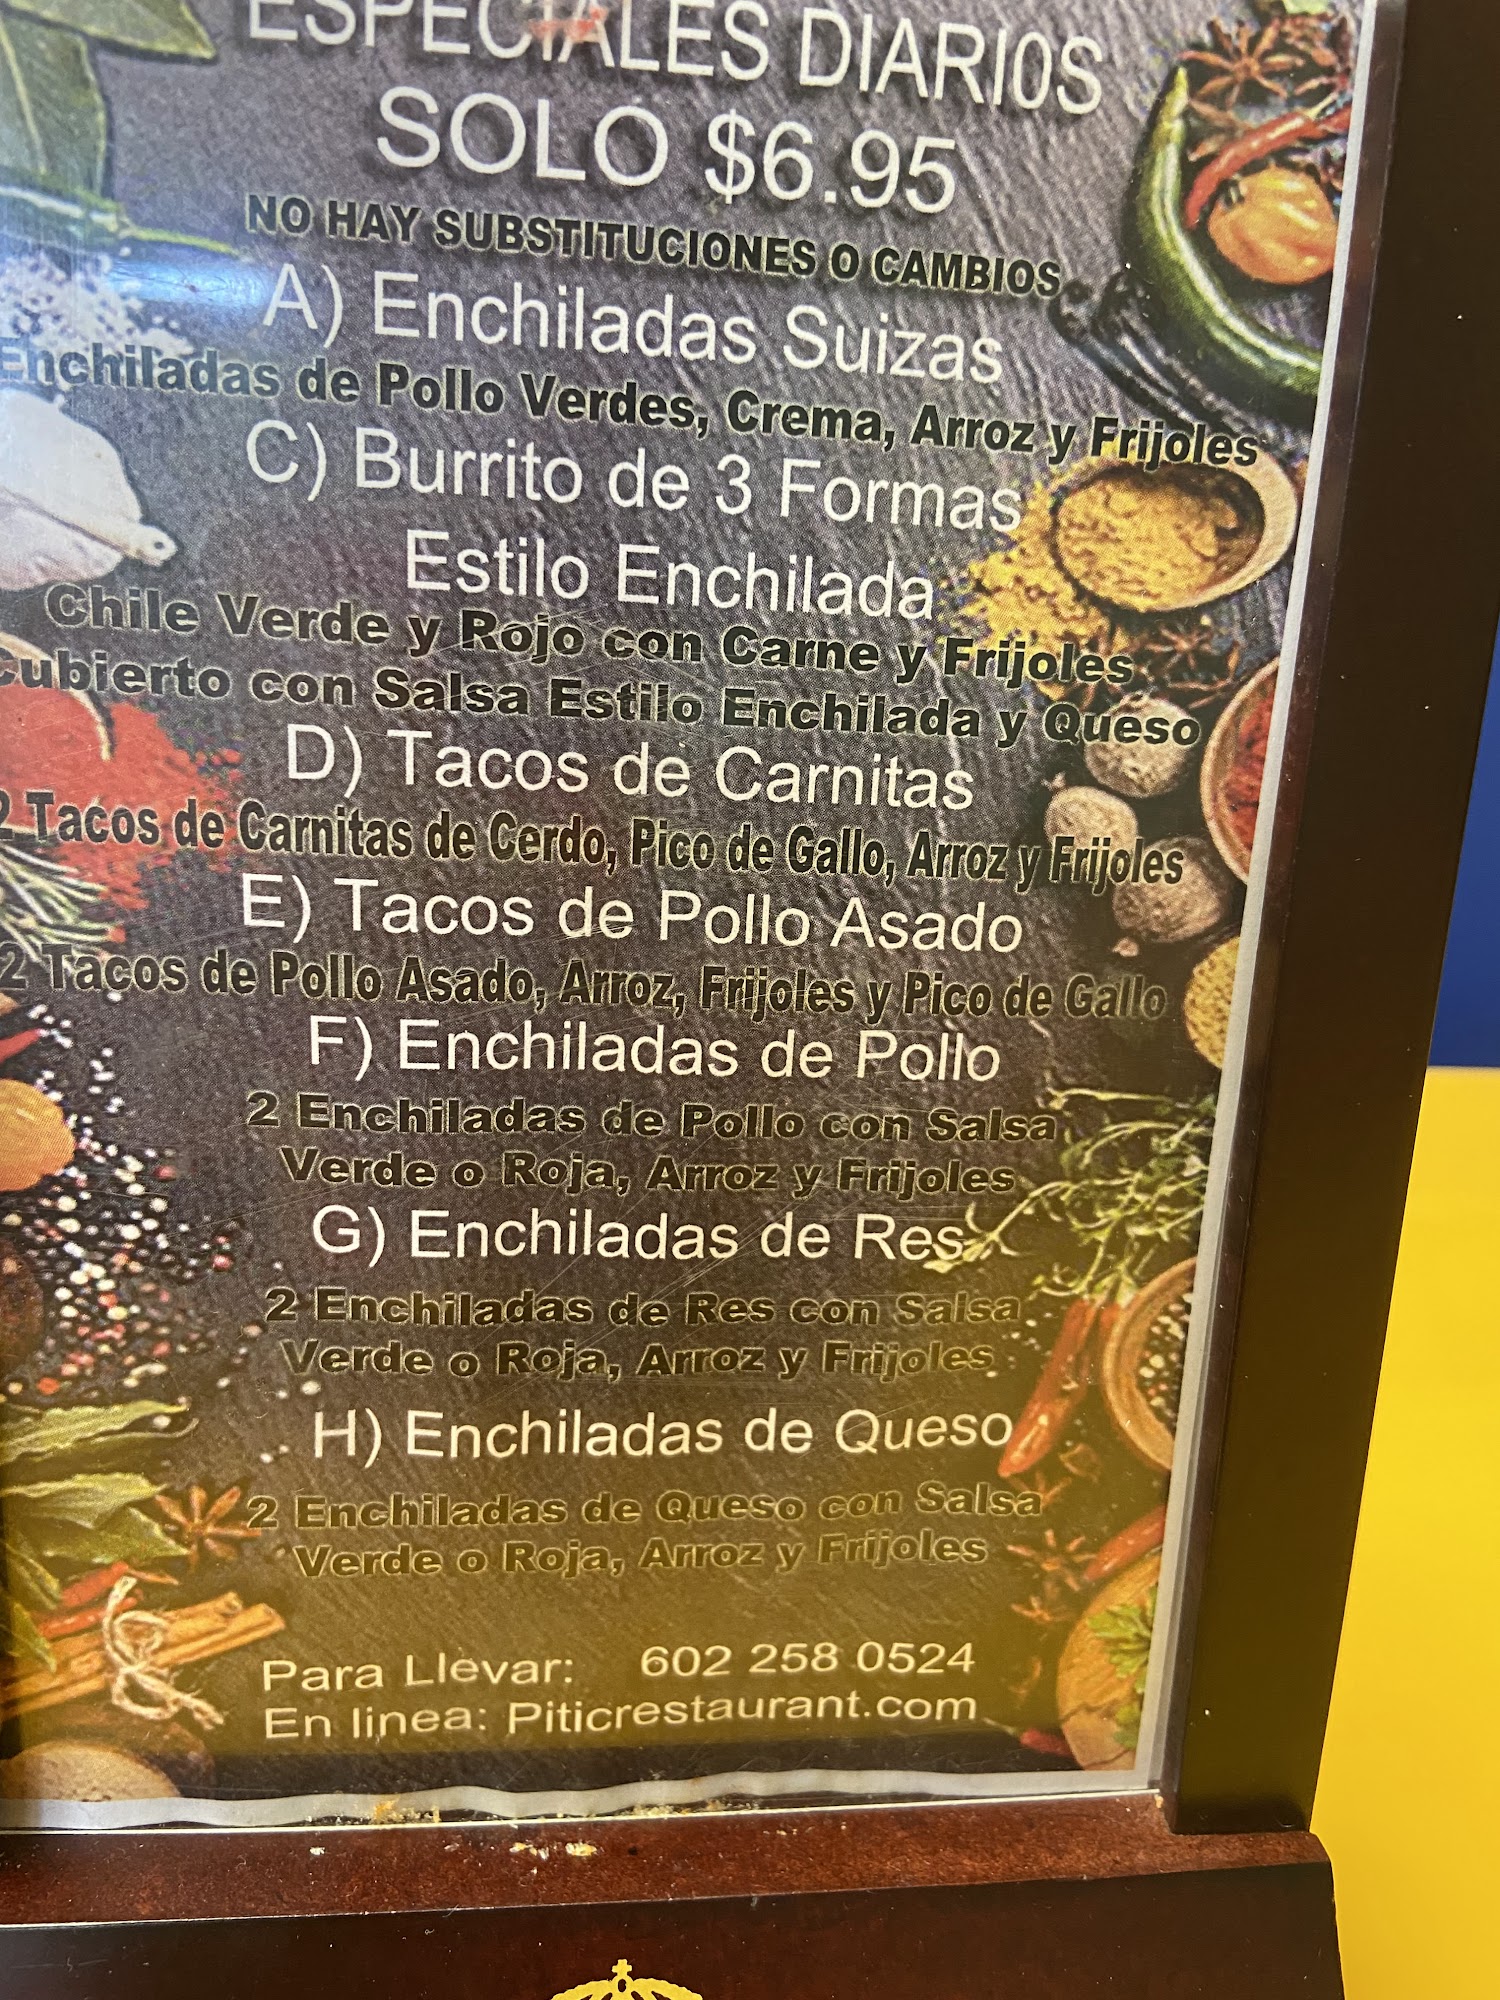 ESPECIALES DIARIOS
SOLO $6.95
NO HAY SUBSTITUCIONES O CAMBIOS
A) Enchiladas Suizas
Enchiladas de Pollo Verdes, Crema, Arroz y Frijoles
C) Burrito de 3 Formas
Estilo Enchilada
Chile Verde y Rojo con Carne y Frijoles
Cubierto con Salsa Estilo Enchilada y Queso
D) Tacos de Carnitas
2 Tacos de Carnitas de Cerdo, Pico de Gallo, Arroz y Frijoles
E) Tacos de Pollo Asado
2 Tacos de Pollo Asado, Arroz, Frijoles y Pico de Gallo
F) Enchiladas de Pollo
2 Enchiladas de Pollo con Salsa
Verde o Roja, Arroz y Frijoles
G) Enchiladas de Res
2 Enchiladas de Res con Salsa
Verde o Roja, Arroz y Frijoles
H) Enchiladas de Queso
2 Enchiladas de Queso con Salsa
Verde o Roja, Arroz y Frijoles
Para Llevar: 602 258 0524
En linea: Piticrestaurant.com